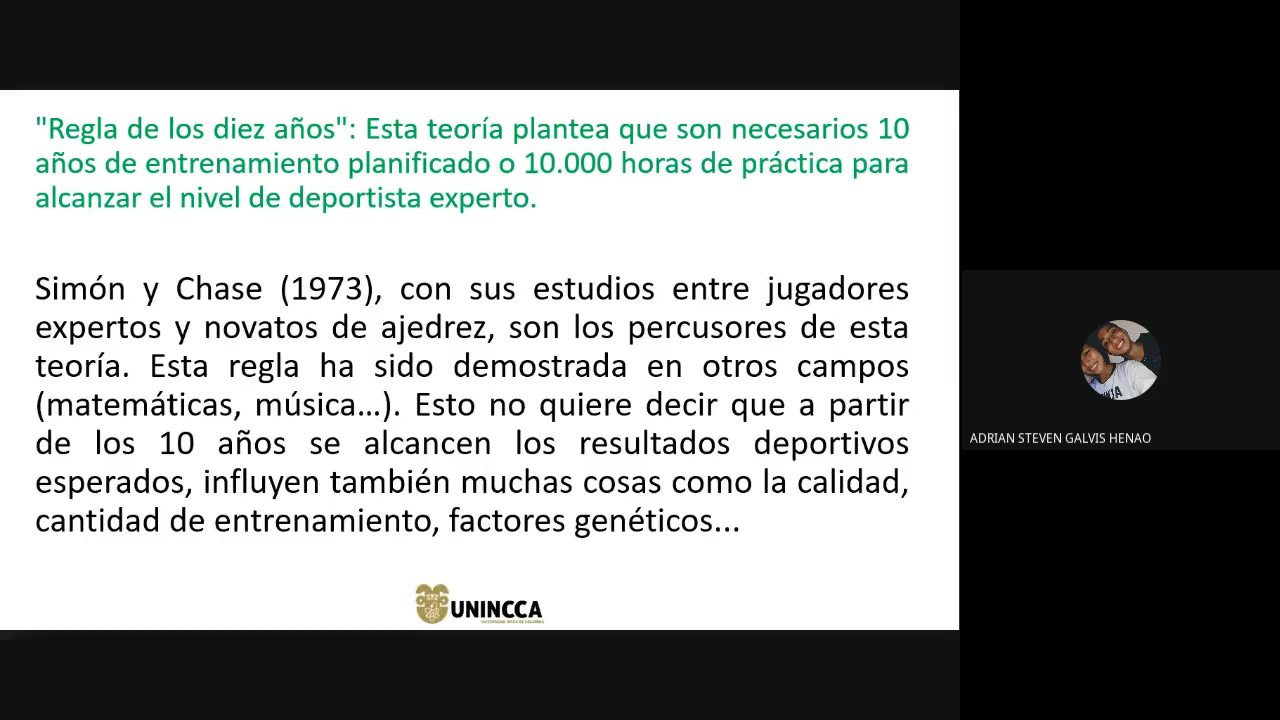 "Regla de los diez años": Esta teoría plantea que son necesarios 10
años de entrenamiento planificado o 10.000 horas de práctica para
alcanzar el nivel de deportista experto.
Simón y Chase (1973), con sus estudios entre jugadores
expertos y novatos de ajedrez, son los percusores de esta
teoría. Esta regla ha sido demostrada en otros campos
(matemáticas, música…). Esto no quiere decir que a partir
de los 10 años se alcancen los resultados deportivos
esperados, influyen también muchas cosas como la calidad,
cantidad de entrenamiento, factores genéticos...
UNINCCA
ADRIAN STEVEN GALVIS HENAO